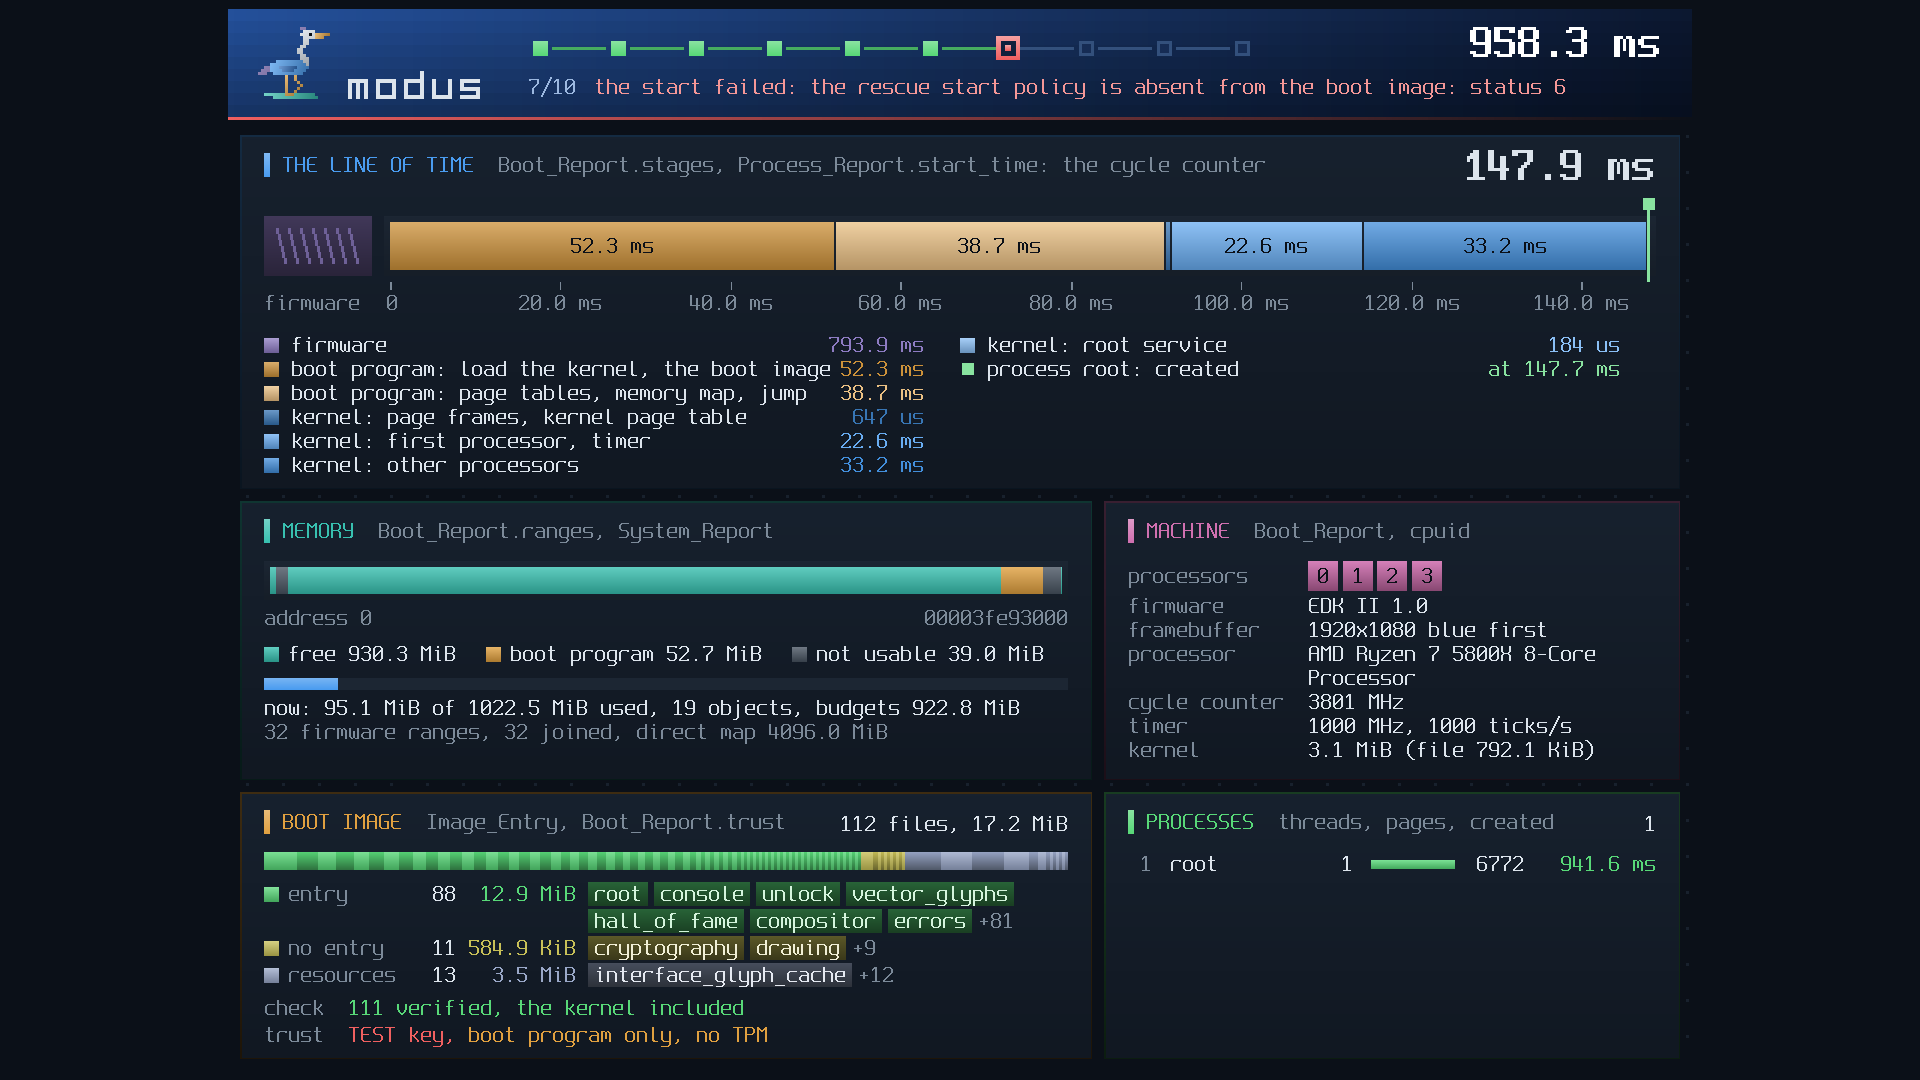 modus
958.3 ms
7/10 the start failed: the rescue start policy is absent from the boot image: status 6
THE LINE OF TIME Boot_Report.stages, Process_Report.start_time: the cycle counter 147.9 ms
52.3 ms 38.7 ms 22.6 ms 33.2 ms
firmware 0 20.0 ms 40.0 ms 60.0 ms 80.0 ms 100.0 ms 120.0 ms 140.0 ms
firmware 793.9 ms
boot program: load the kernel, the boot image 52.3 ms
boot program: page tables, memory map, jump 38.7 ms
kernel: page frames, kernel page table 647 us
kernel: first processor, timer 22.6 ms
kernel: other processors 33.2 ms
kernel: root service 184 us
process root: created at 147.7 ms
MEMORY Boot_Report.ranges, System_Report
address 0 00003fe93000
free 930.3 MiB boot program 52.7 MiB not usable 39.0 MiB
now: 95.1 MiB of 1022.5 MiB used, 19 objects, budgets 922.8 MiB
32 firmware ranges, 32 joined, direct map 4096.0 MiB
MACHINE Boot_Report, cpuid
processors 0 1 2 3
firmware EDK II 1.0
framebuffer 1920x1080 blue first
processor AMD Ryzen 7 5800X 8-Core
Processor
cycle counter 3801 MHz
timer 1000 MHz, 1000 ticks/s
kernel 3.1 MiB (file 792.1 KiB)
BOOT IMAGE Image_Entry, Boot_Report.trust 112 files, 17.2 MiB
entry 88 12.9 MiB root console unlock vector_glyphs
hall_of_fame compositor errors +81
no entry 11 584.9 KiB cryptography drawing +9
resources 13 3.5 MiB interface_glyph_cache +12
check 111 verified, the kernel included
trust TEST key, boot program only, no TPM
PROCESSES threads, pages, created 1
1 root 1 6772 941.6 ms